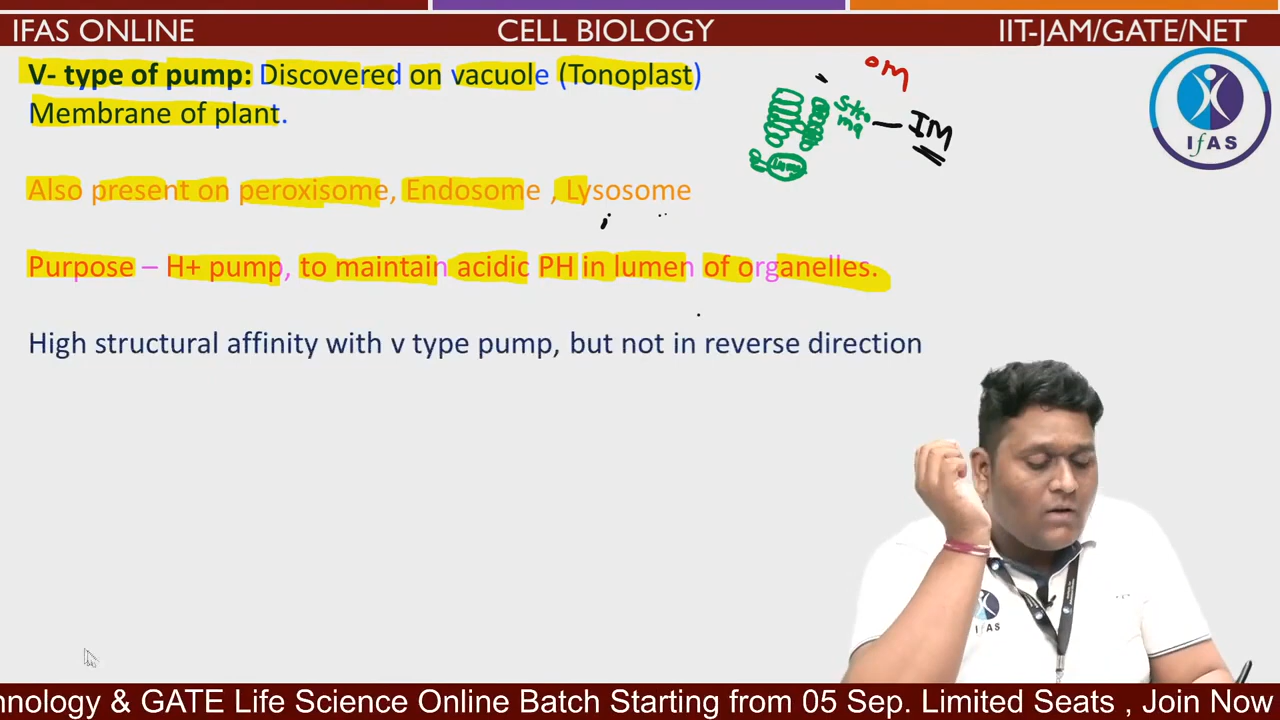 IFAS ONLINE CELL BIOLOGY IIT-JAM/GATE/NET
V- type of pump: Discovered on vacuole (Tonoplast)
Membrane of plant.
OM
Stro
ma
IM
IfAS
Also present on peroxisome, Endosome , Lysosome
Purpose – H+ pump, to maintain acidic PH in lumen of organelles.
High structural affinity with v type pump, but not in reverse direction
IfAS
hnology & GATE Life Science Online Batch Starting from 05 Sep. Limited Seats , Join Now